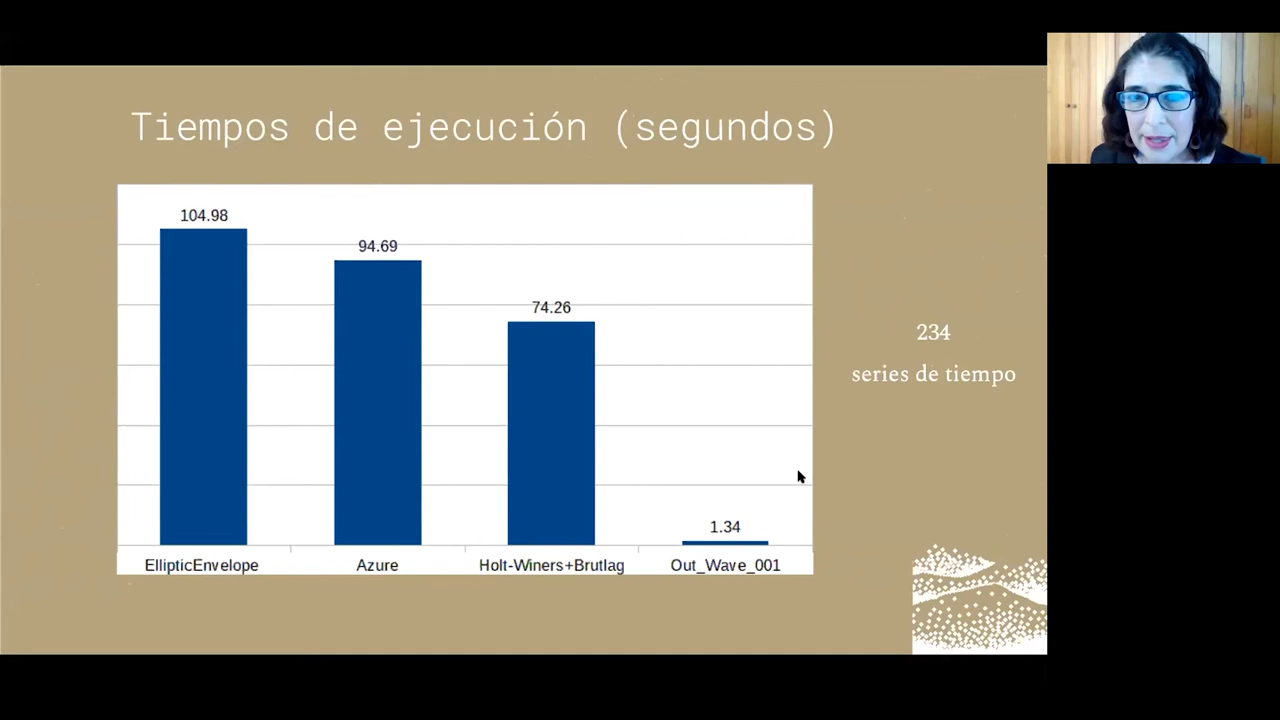 Tiempos de ejecución (segundos)
104.98
94.69
74.26
1.34
EllipticEnvelope
Azure
Holt-Winers+Brutlag
Out_Wave_001
234
series de tiempo